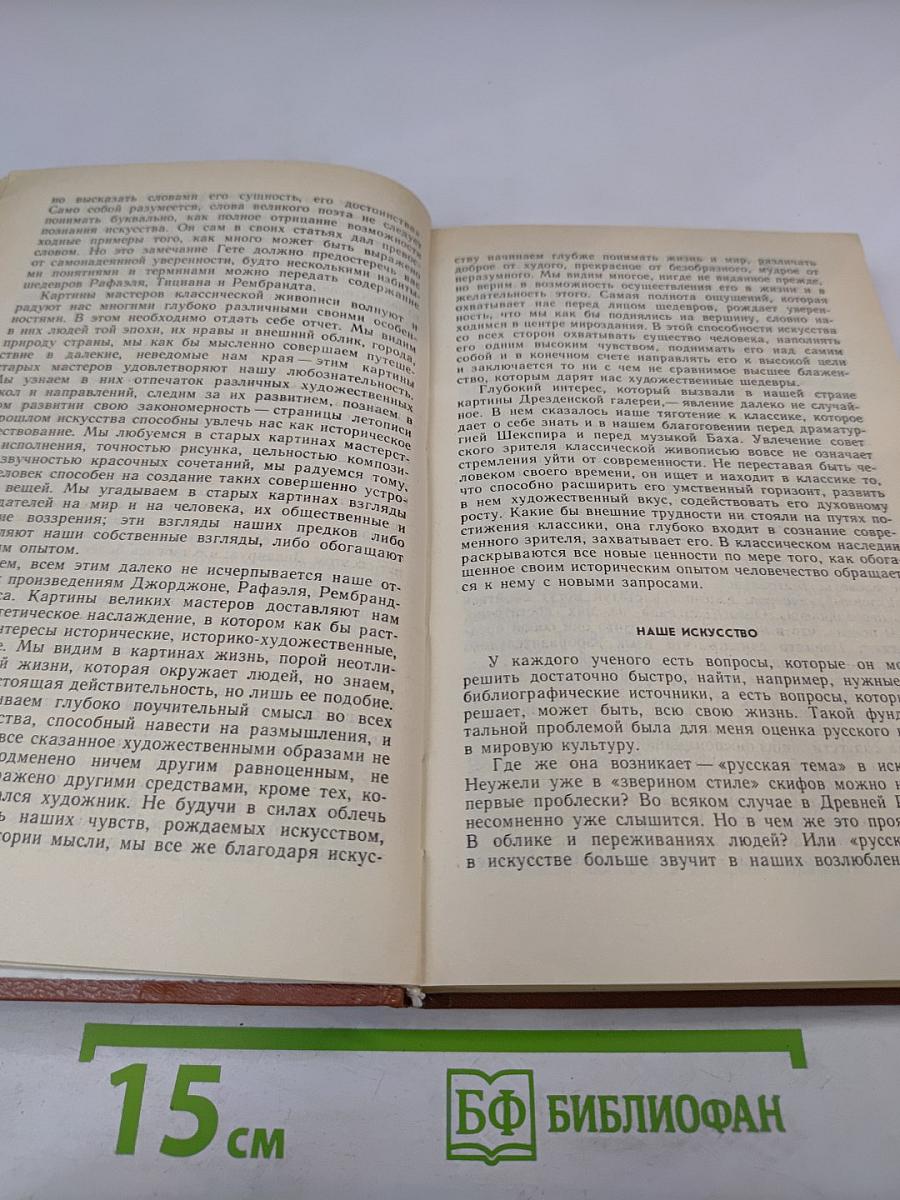 но высказать словами его сущность, его достоинства
Само собой разумеется, слова великого поэта не следует
понимать буквально, как полное отрицание возможности
познания искусства. Он сам в своих статьях дал превос-
ходные примеры того, как много может быть выражено
словом. Но это замечание Гете должно предостеречь нас
от самонадеянной уверенности, будто несколькими избиты
ми понятиями и терминами можно передать содержание
шедевров Рафаэля, Тициана и Рембрандта.
Картины мастеров классической живописи волнуют и
радуют нас многими глубоко различными своими особен-
ностями. В этом необходимо отдать себе отчет. Мы видим
в них людей той эпохи, их нравы и внешний облик, города,
природу страны, мы как бы мысленно совершаем путеше-
ствие в далекие, неведомые нам края — этим картины
старых мастеров удовлетворяют нашу любознательность.
Мы узнаем в них отпечаток различных художественных
кол и направлений, следим за их развитием, познаем в
ом развитии свою закономерность — страницы летописи
рошлом искусства способны увлечь нас как историческое
ествование. Мы любуемся в старых картинах мастерст-
исполнения, точностью рисунка, цельностью компози-
звучностью красочных сочетаний, мы радуемся тому,
еловек способен на создание таких совершенно устро-
вещей. Мы угадываем в старых картинах взгляды
дателей на мир и на человека, их общественные и
ие воззрения; эти взгляды наших предков либо
ляют наши собственные взгляды, либо обогащают
им опытом.
ем, всем этим далеко не исчерпывается наше от-
к произведениям Джорджоне, Рафаэля, Рембранд-
са. Картины великих мастеров доставляют нам
тетическое наслаждение, в котором как бы раст-
нтересы исторические, историко-художественные,
е. Мы видим в картинах жизнь, порой неотли-
й жизни, которая окружает людей, но знаем,
стоящая действительность, но лишь ее подобие.
иваем глубоко поучительный смысл во всех
ства, способный навести на размышления, и
все сказанное художественными образами не
одменено ничем другим равноценным, не
ражено другими средствами, кроме тех, ко-
ался художник. Не будучи в силах облечь
ь наших чувств, рождаемых искусством,
гории мысли, мы все же благодаря искус-
ству начинаем глубже понимать жизнь и мир, различать
доброе от худого, прекрасное от безобразного, мудрое от
неразумного. Мы видим многое, нигде не виданное прежде,
но верим в возможность осуществления его в жизни и в
желательность этого. Самая полнота ощущений, которая
охватывает нас перед лицом шедевров, рождает уверен-
ность, что мы как бы поднялись на вершину, словно на-
ходимся в центре мироздания. В этой способности искусства
со всех сторон охватывать существо человека, наполнять
его одним высоким чувством, поднимать его над самим
собой и в конечном счете направлять его к высокой цели
и заключается то ни с чем не сравнимое высшее блажен-
ство, которым дарят нас художественные шедевры.
Глубокий интерес, который вызвали в нашей стране
картины Дрезденской галереи,— явление далеко не случай-
ное. В нем сказалось наше тяготение к классике, которое
дает о себе знать и в нашем благоговении перед драматур-
гией Шекспира и перед музыкой Баха. Увлечение совет
ского зрителя классической живописью вовсе не означает
стремления уйти от современности. Не переставая быть че-
ловеком своего времени, он ищет и находит в классике то,
что способно расширить его умственный горизонт, развить
в нем художественный вкус, содействовать его духовному
росту. Какие бы внешние трудности ни стояли на путях по-
стижения классики, она глубоко входит в сознание совре-
менного зрителя, захватывает его. В классическом наследии
раскрываются все новые ценности по мере того, как обога-
щенное своим историческим опытом человечество обращает-
ся к нему с новыми запросами.
НАШЕ ИСКУССТВО
У каждого ученого есть вопросы, которые он мо
решить достаточно быстро, найти, например, нужные
библиографические источники, а есть вопросы, котор
решает, может быть, всю свою жизнь. Такой фунд
тальной проблемой была для меня оценка русского в
в мировую культуру.
Где же она возникает — «русская тема» в иск
Неужели уже в «зверином стиле» скифов можно н
первые проблески? Во всяком случае в Древней Р
несомненно уже слышится. Но в чем же это проя
В облике и переживаниях людей? Или «русск
в искусстве больше звучит в наших возлюблен
15 см
БФ БИБЛИОФАН